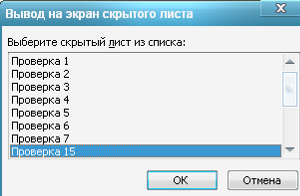 Вывод на экран скрытого листа
Выберите скрытый лист из списка:
Проверка 1
Проверка 2
Проверка 3
Проверка 4
Проверка 5
Проверка 6
Проверка 7
Проверка 15
ОК
Отмена